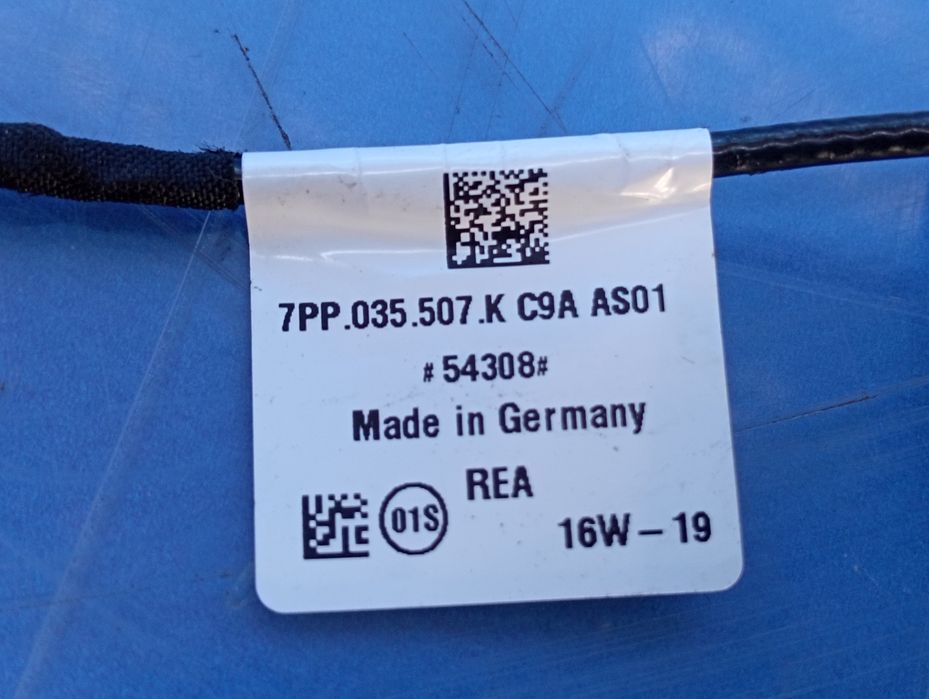 7PP.035.507.K C9A AS01
#54308#
Made in Germany
REA
01S
16W – 19